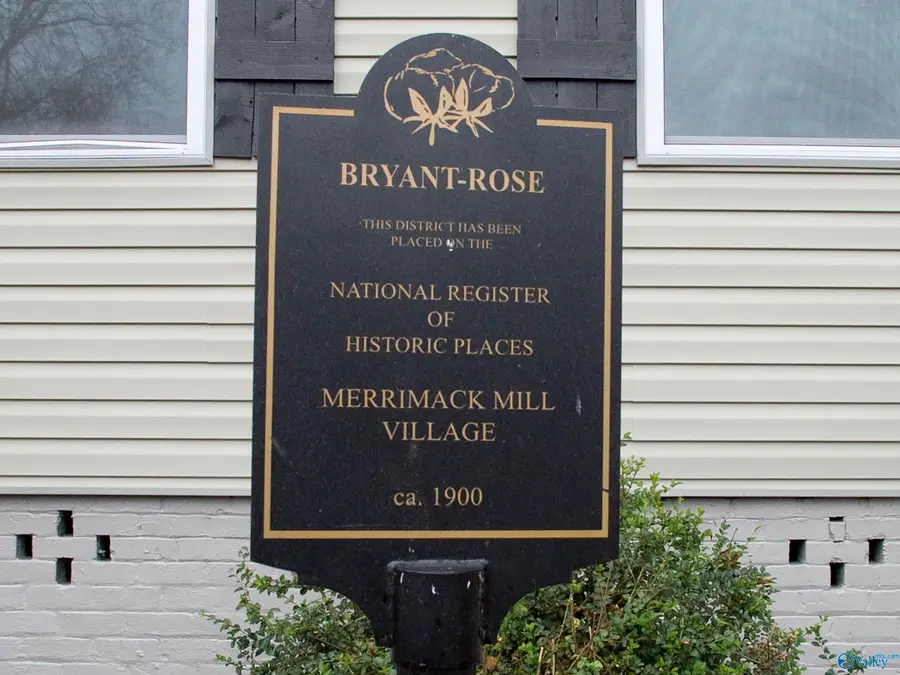 BRYANT-ROSE
THIS DISTRICT HAS BEEN
PLACED ON THE
NATIONAL REGISTER
OF
HISTORIC PLACES
MERRIMACK MILL
VILLAGE
ca. 1900
Valley